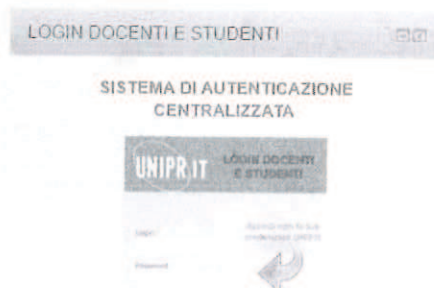 LOGIN DOCENTI E STUDENTI
SISTEMA DI AUTENTICAZIONE
CENTRALIZZATA
UNIPR.IT
LOGIN DOCENTI
E STUDENTI
Login
Password